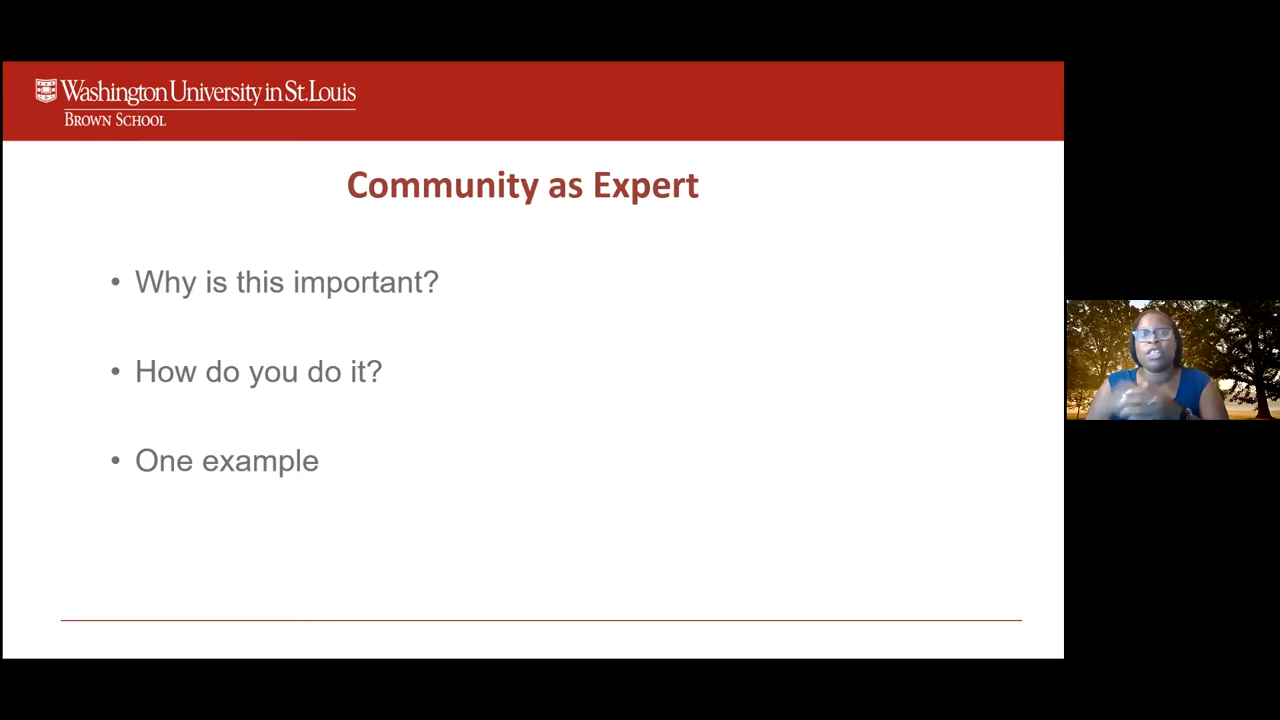 Washington University in St. Louis
BROWN SCHOOL
Community as Expert
• Why is this important?
• How do you do it?
• One example